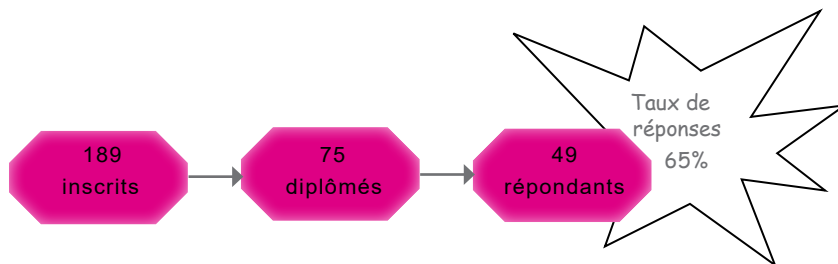 189
inscrits
75
diplômés
49
répondants
Taux de
réponses
65%